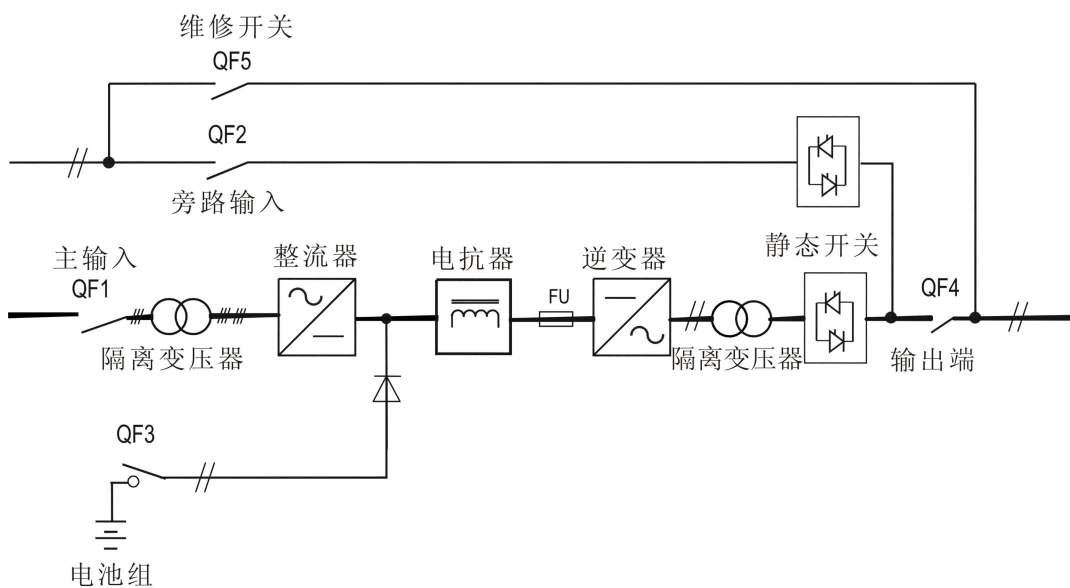 维修开关
QF5
QF2
旁路输入
主输入
QF1
隔离变压器
整流器
电抗器
FU
逆变器
隔离变压器
静态开关
QF4
输出端
QF3
电池组